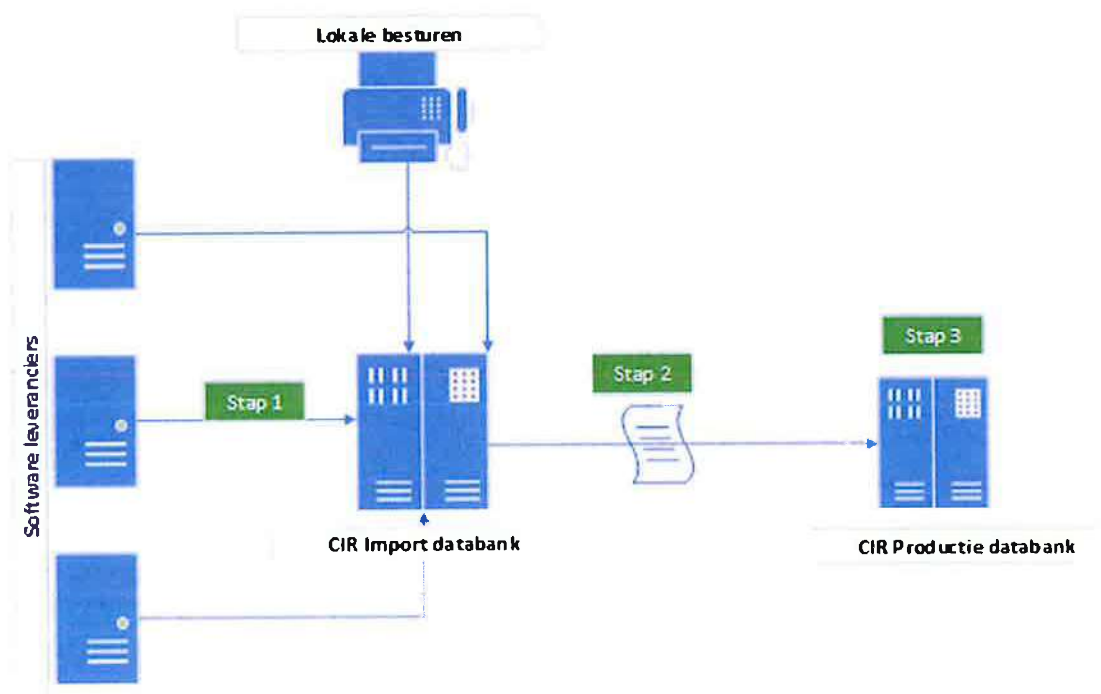 Lokale besturen
Software leveranciers
Stap 1
Stap 2
Stap 3
CIR Import databank
CIR Productie databank